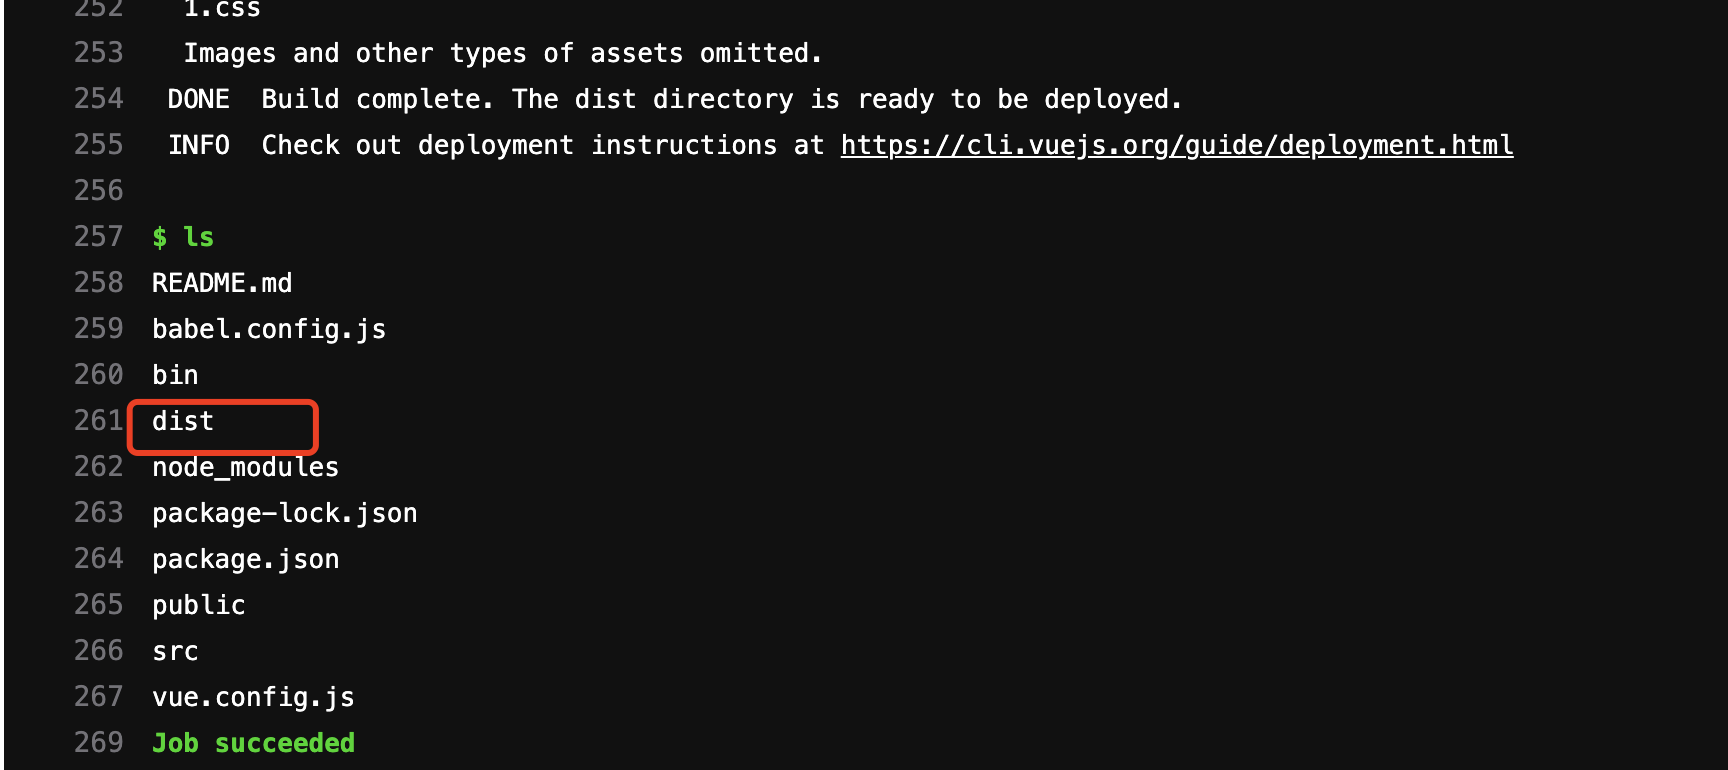 252 1.css
253 Images and other types of assets omitted.
254 DONE Build complete. The dist directory is ready to be deployed.
255 INFO Check out deployment instructions at https://cli.vuejs.org/guide/deployment.html
256
257 $ ls
258 README.md
259 babel.config.js
260 bin
261 dist
262 node_modules
263 package-lock.json
264 package.json
265 public
266 src
267 vue.config.js
269 Job succeeded